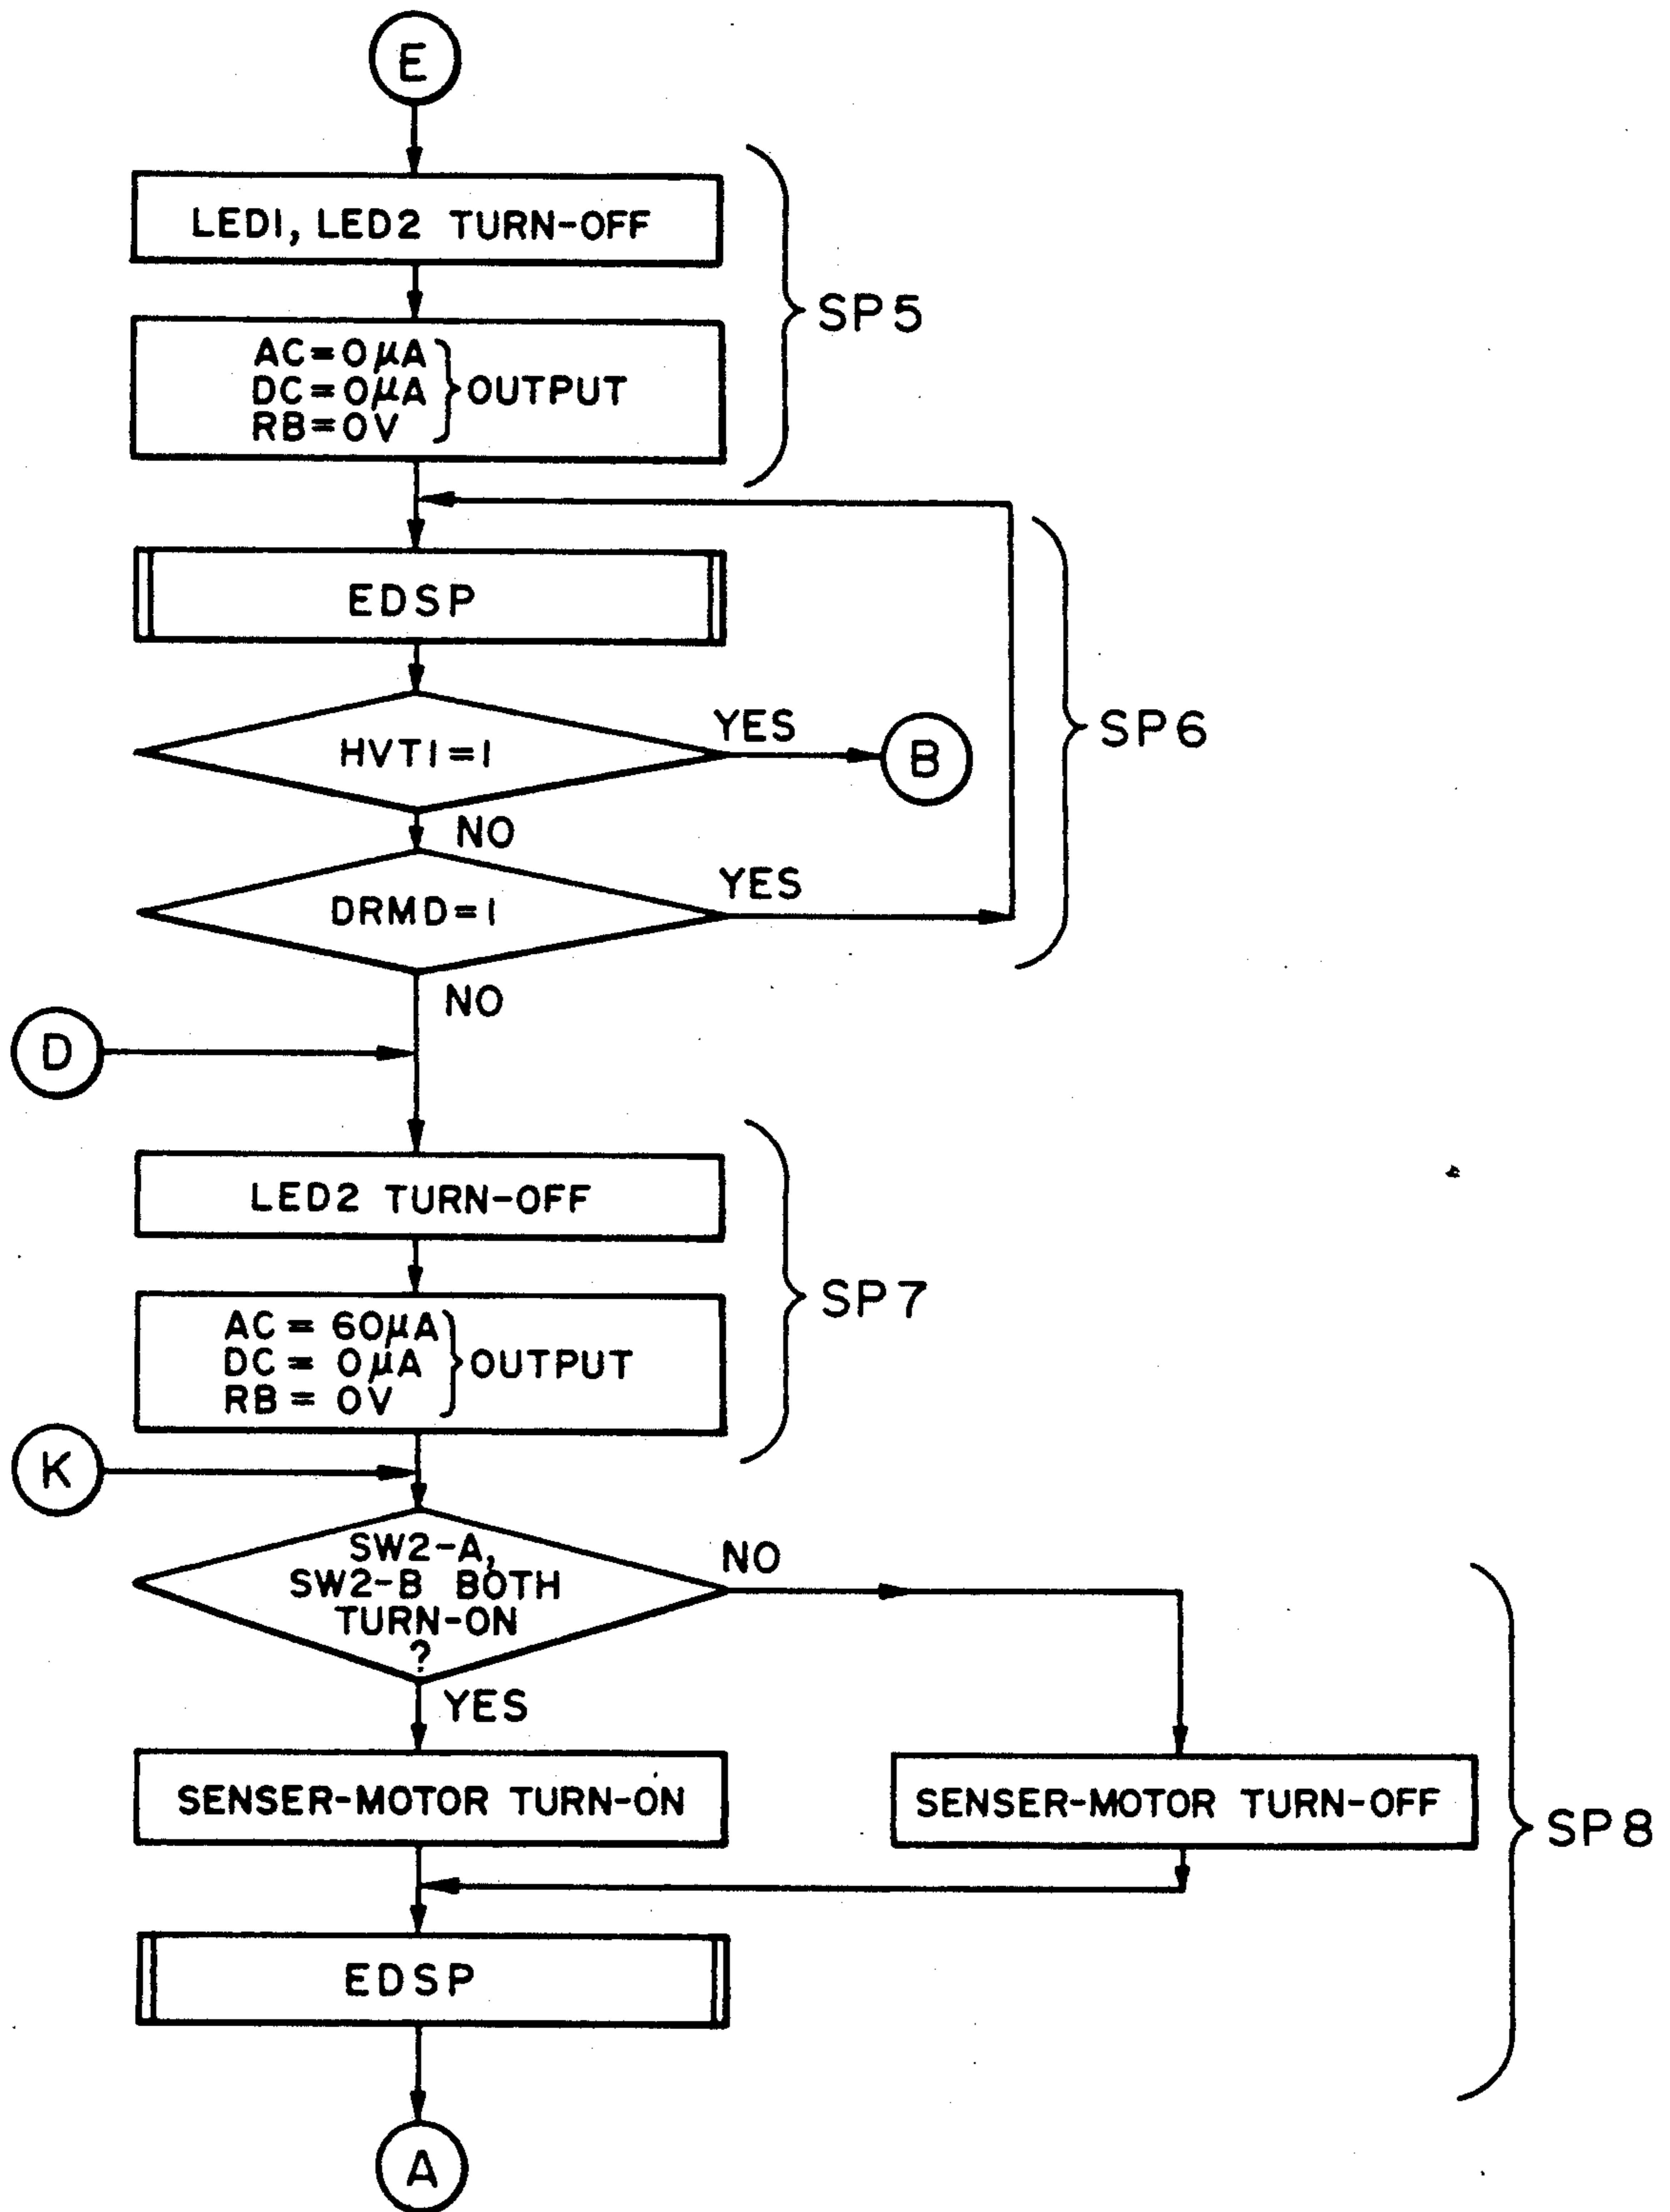 E
LED1, LED2 TURN-OFF
AC=0μA
DC=0μA
RB=0V
OUTPUT
SP5
EDSP
HVT1=1
YES
B
NO
DRMD=1
YES
NO
SP6
D
LED2 TURN-OFF
AC = 60μA
DC = 0μA
RB = 0V
OUTPUT
SP7
K
SW2-A,
SW2-B BOTH
TURN-ON
?
NO
YES
SENSER-MOTOR TURN-ON
SENSER-MOTOR TURN-OFF
SP8
EDSP
A